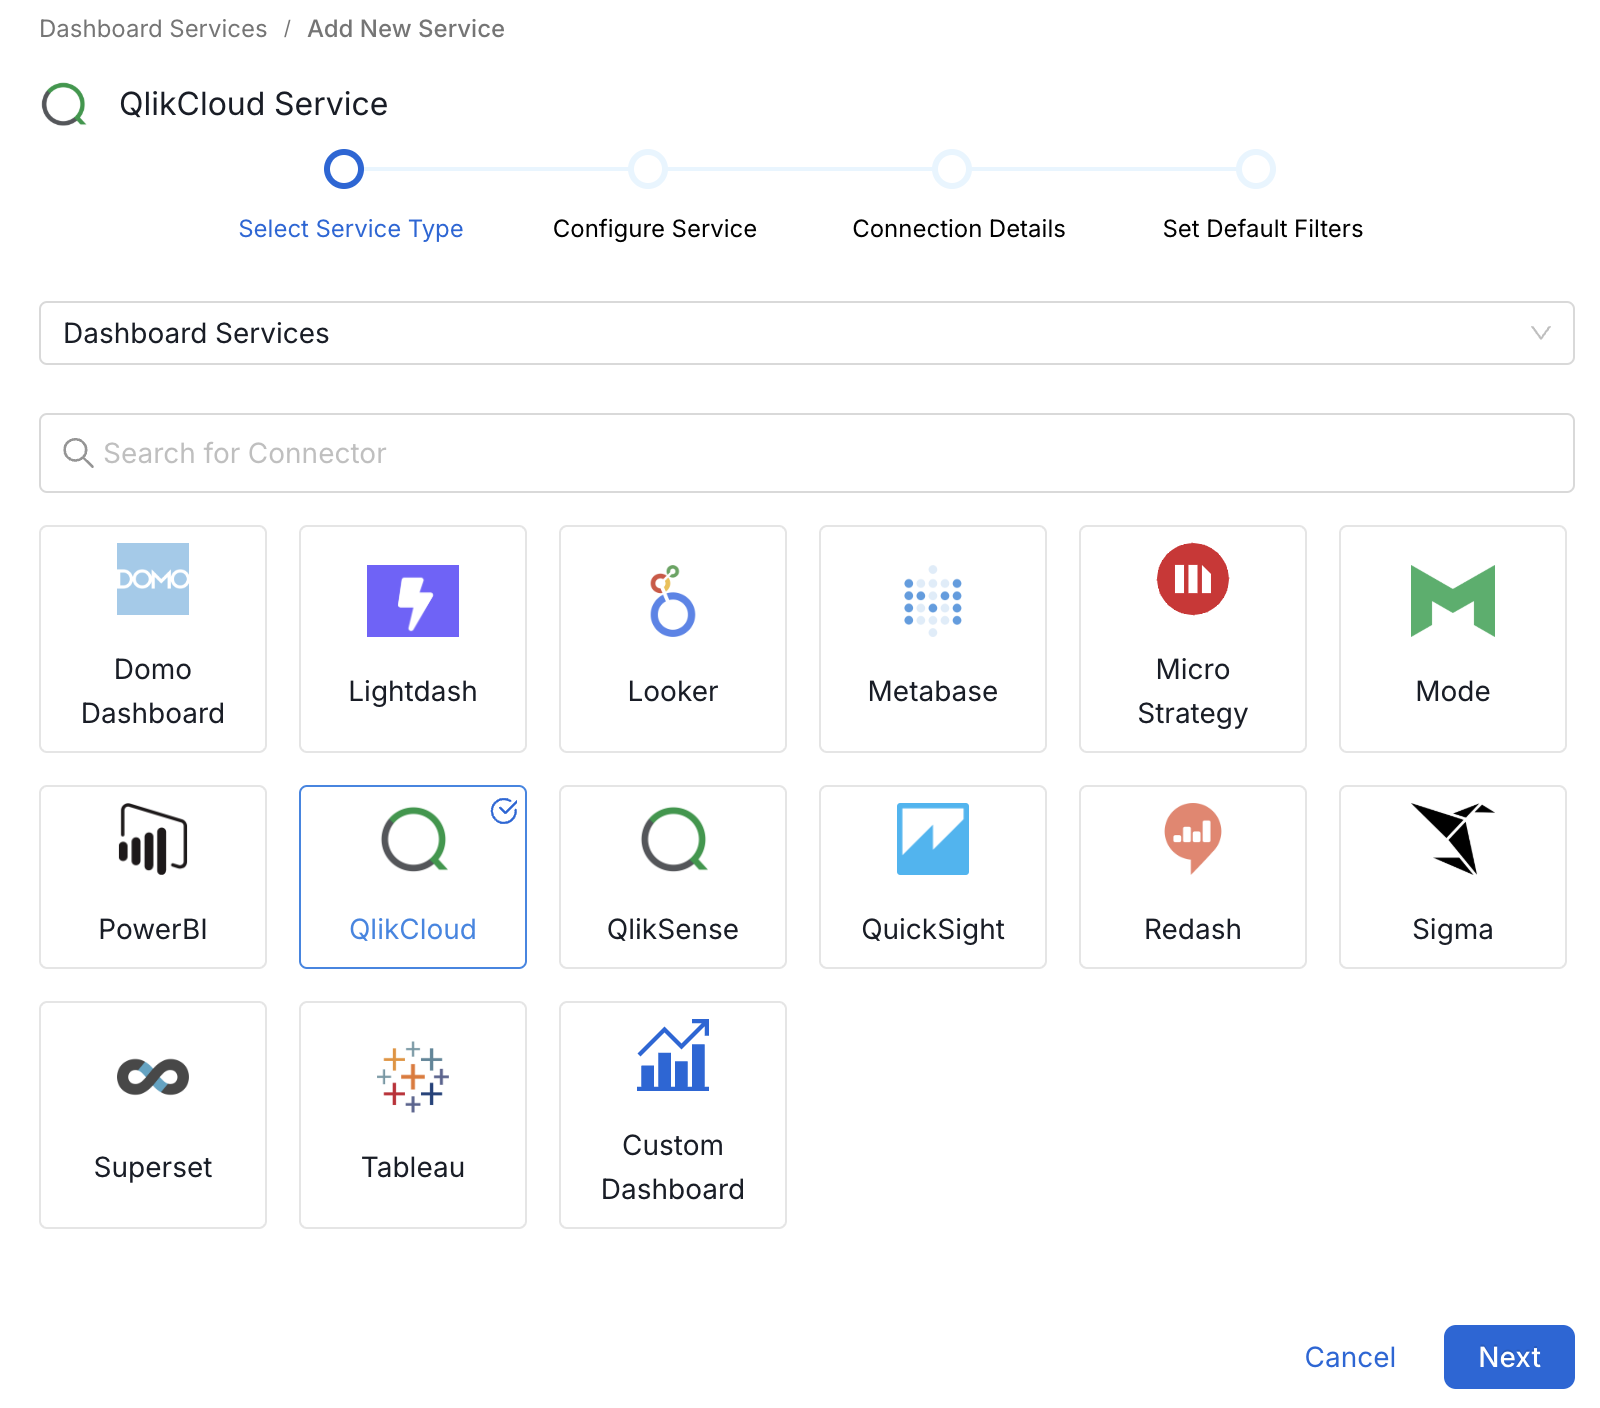 Dashboard Services / Add New Service
QlikCloud Service
Select Service Type
Configure Service
Connection Details
Set Default Filters
Dashboard Services
Search for Connector
DOMO
Domo
Dashboard
Lightdash
Looker
Metabase
Micro
Strategy
Mode
PowerBI
QlikCloud
QlikSense
QuickSight
Redash
Sigma
Superset
Tableau
Custom
Dashboard
Cancel
Next